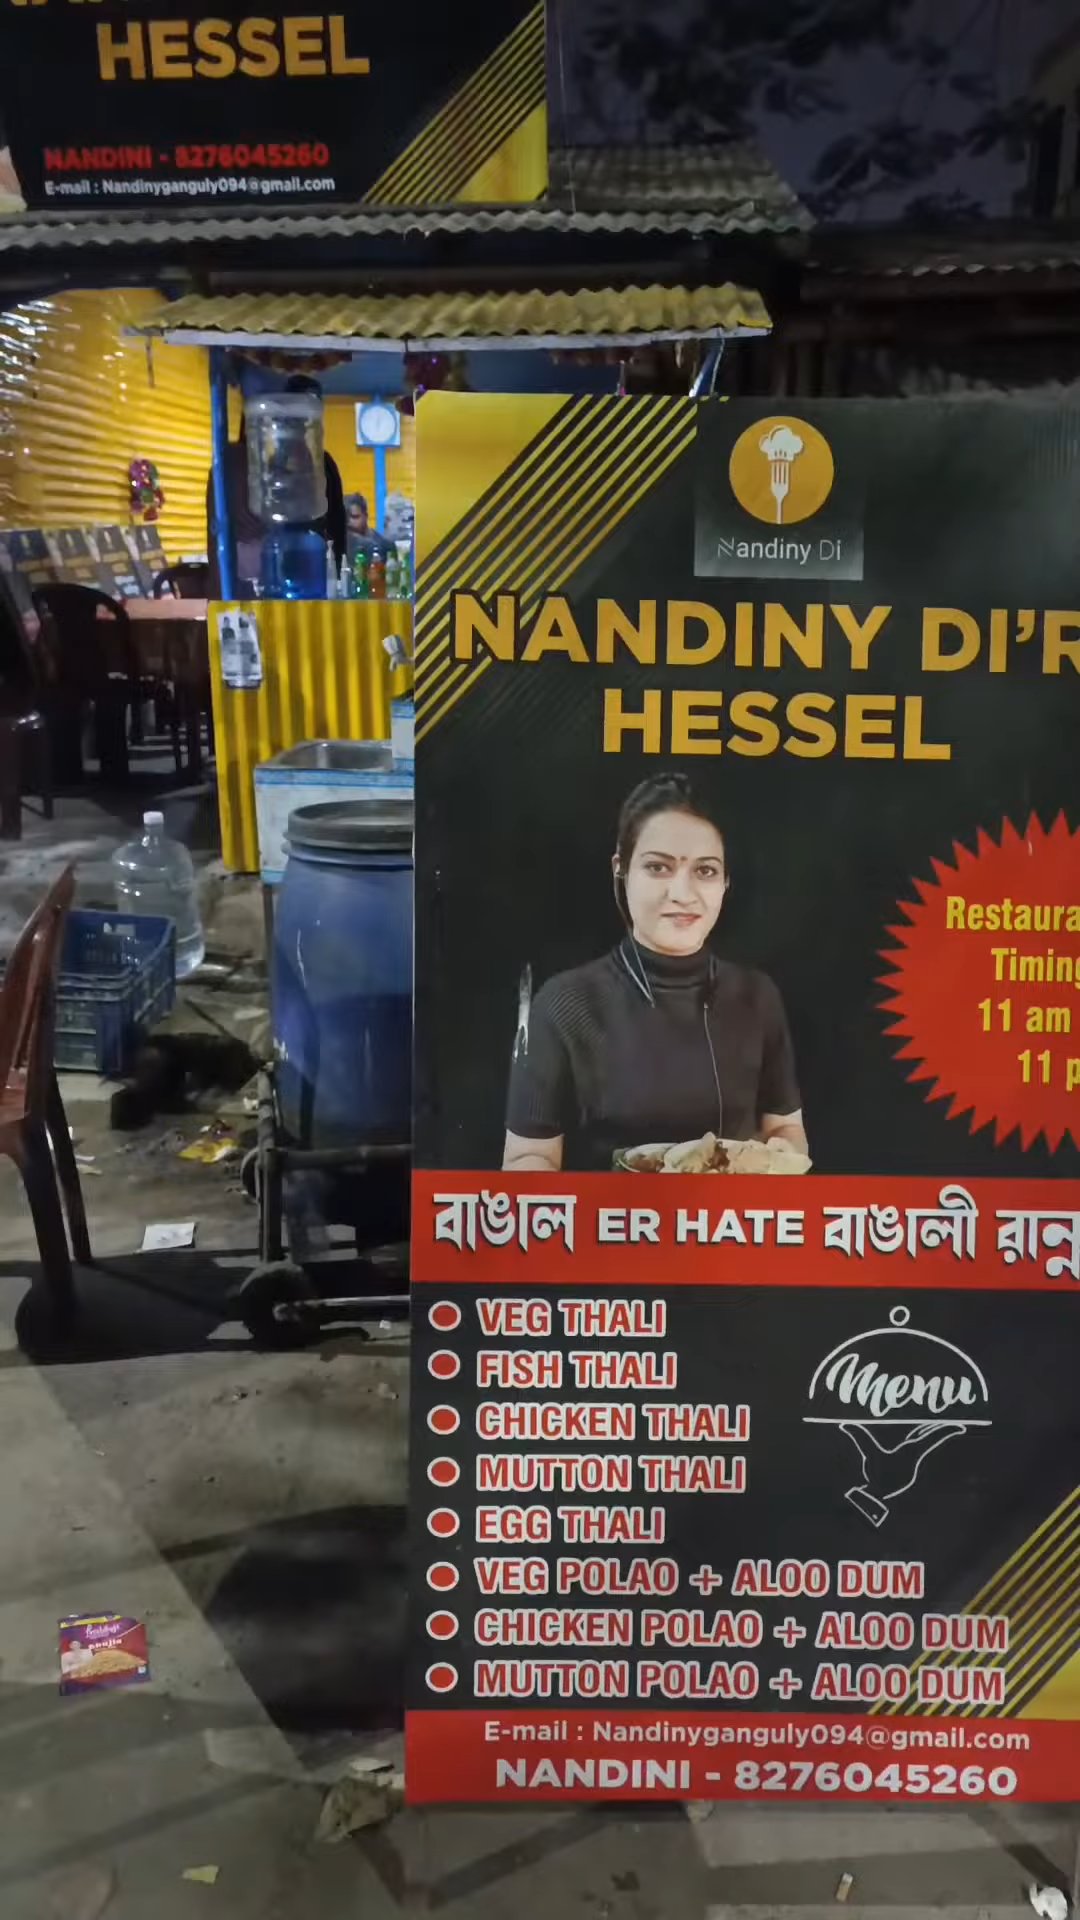 HESSEL
NANDINI - 8276045260
E-mail : Nandinyganguly094@gmail.com
Nandiny Di
NANDINY DI'R
HESSEL
Restaura
Timing
11 am
11 p
বাঙাল ER HATE বাঙালী রান্ন
VEG THALI
FISH THALI
CHICKEN THALI
MUTTON THALI
EGG THALI
VEG POLAO + ALOO DUM
CHICKEN POLAO + ALOO DUM
MUTTON POLAO + ALOO DUM
Menu
E-mail : Nandinyganguly094@gmail.com
NANDINI - 8276045260